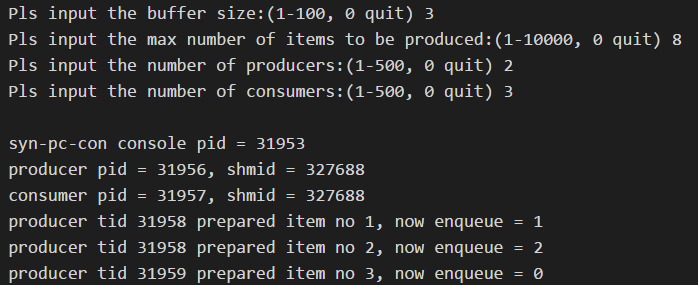 Pls input the buffer size:(1-100, 0 quit) 3
Pls input the max number of items to be produced:(1-10000, 0 quit) 8
Pls input the number of producers:(1-500, 0 quit) 2
Pls input the number of consumers:(1-500, 0 quit) 3
syn-pc-con console pid = 31953
producer pid = 31956, shmid = 327688
consumer pid = 31957, shmid = 327688
producer tid 31958 prepared item no 1, now enqueue = 1
producer tid 31958 prepared item no 2, now enqueue = 2
producer tid 31959 prepared item no 3, now enqueue = 0